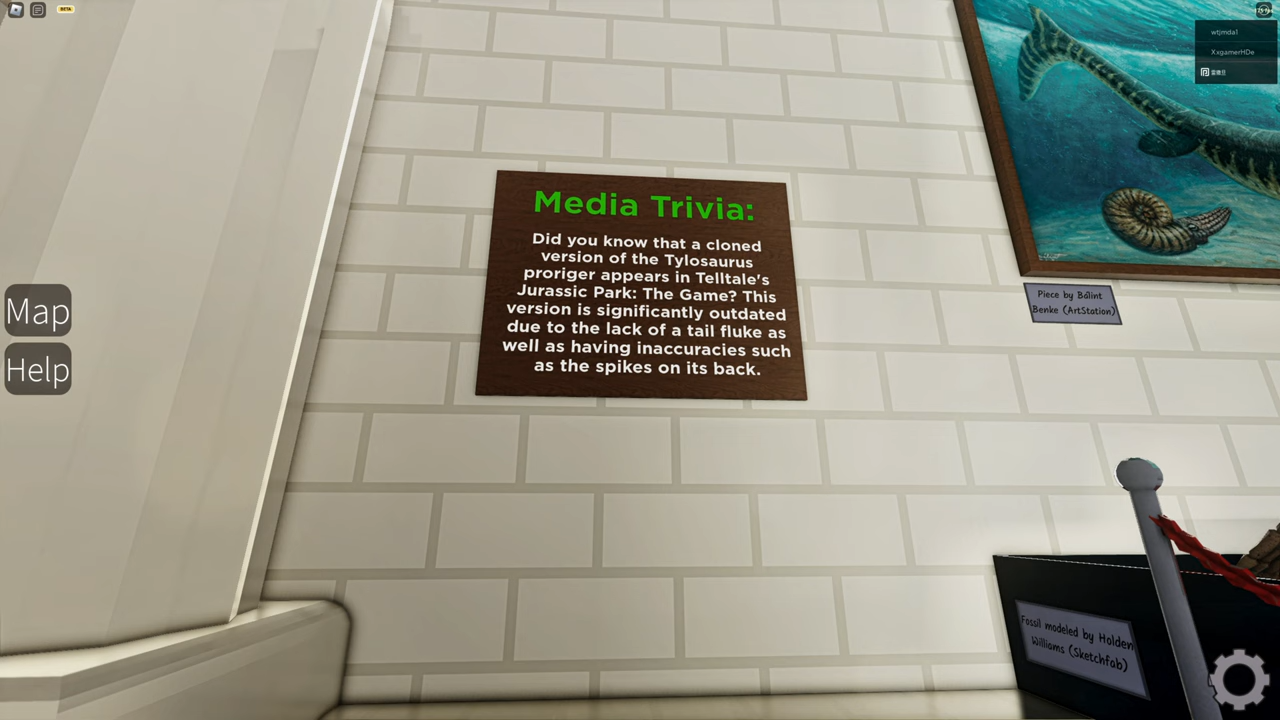 BETA
wtjmda1
XxgamerHDe
Media Trivia:
Did you know that a cloned
version of the Tylosaurus
proriger appears in Telltale's
Jurassic Park: The Game? This
version is significantly outdated
due to the lack of a tail fluke as
well as having inaccuracies such
as the spikes on its back.
Piece by Bálint
Benke (ArtStation)
Map
Help
Fossil modeled by Holden
Williams (Sketchfab)